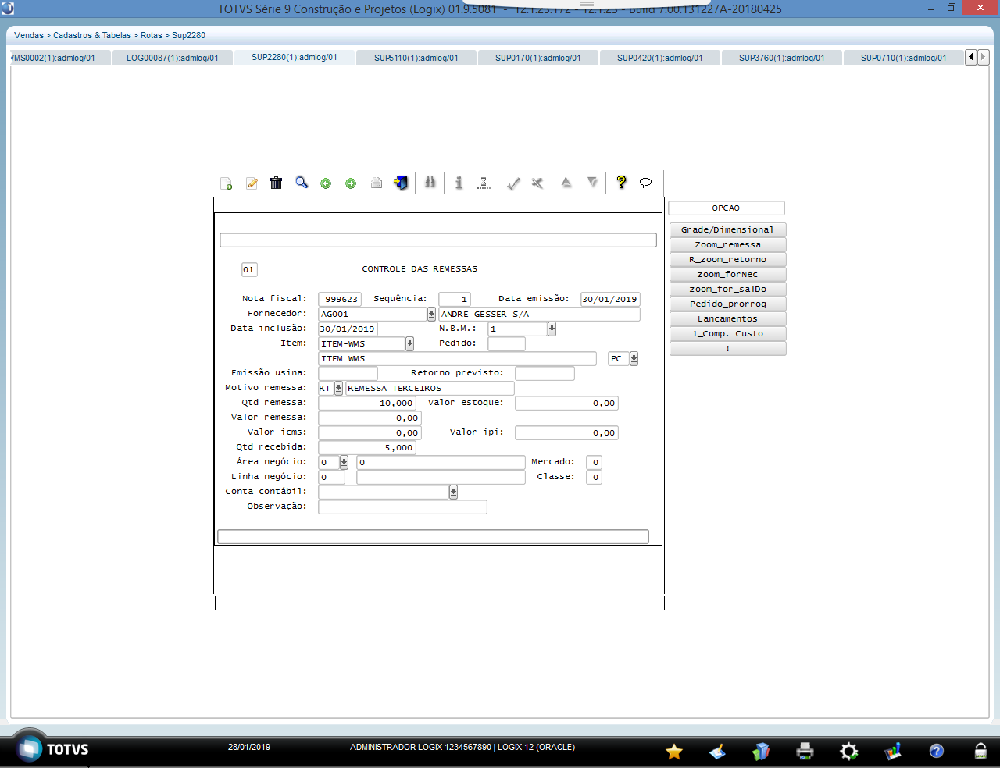 TOTVS Série 9 Construção e Projetos (Logix) 01.9.5081 - 12.1.23.172 - 12.1.23 - Build 7.00.131227A-20180425
Vendas > Cadastros & Tabelas > Rotas > Sup2280
WMS0002(1):admlog/01 LOG00087(1):admlog/01 SUP2280(1):admlog/01 SUP5110(1):admlog/01 SUP0170(1):admlog/01 SUP0420(1):admlog/01 SUP3760(1):admlog/01 SUP0710(1):admlog/01
OPCAO
Grade/Dimensional
Zoom_remessa
R_zoom_retorno
zoom_forNec
zoom_for_salDo
Pedido_prorrog
Lancamentos
1_Comp. Custo
!
01 CONTROLE DAS REMESSAS
Nota fiscal: 999623 Sequência: 1 Data emissão: 30/01/2019
Fornecedor: AG001 ANDRE GESSER S/A
Data inclusão: 30/01/2019 N.B.M.: 1
Item: ITEM-WMS Pedido:
ITEM WMS PC
Emissão usina: Retorno previsto:
Motivo remessa: RT REMESSA TERCEIROS
Qtd remessa: 10,000 Valor estoque: 0,00
Valor remessa: 0,00
Valor icms: 0,00 Valor ipi: 0,00
Qtd recebida: 5,000
Área negócio: 0 0 Mercado: 0
Linha negócio: 0 Classe: 0
Conta contábil:
Observação:
TOTVS 28/01/2019 ADMINISTRADOR LOGIX 1234567890 | LOGIX 12 (ORACLE)